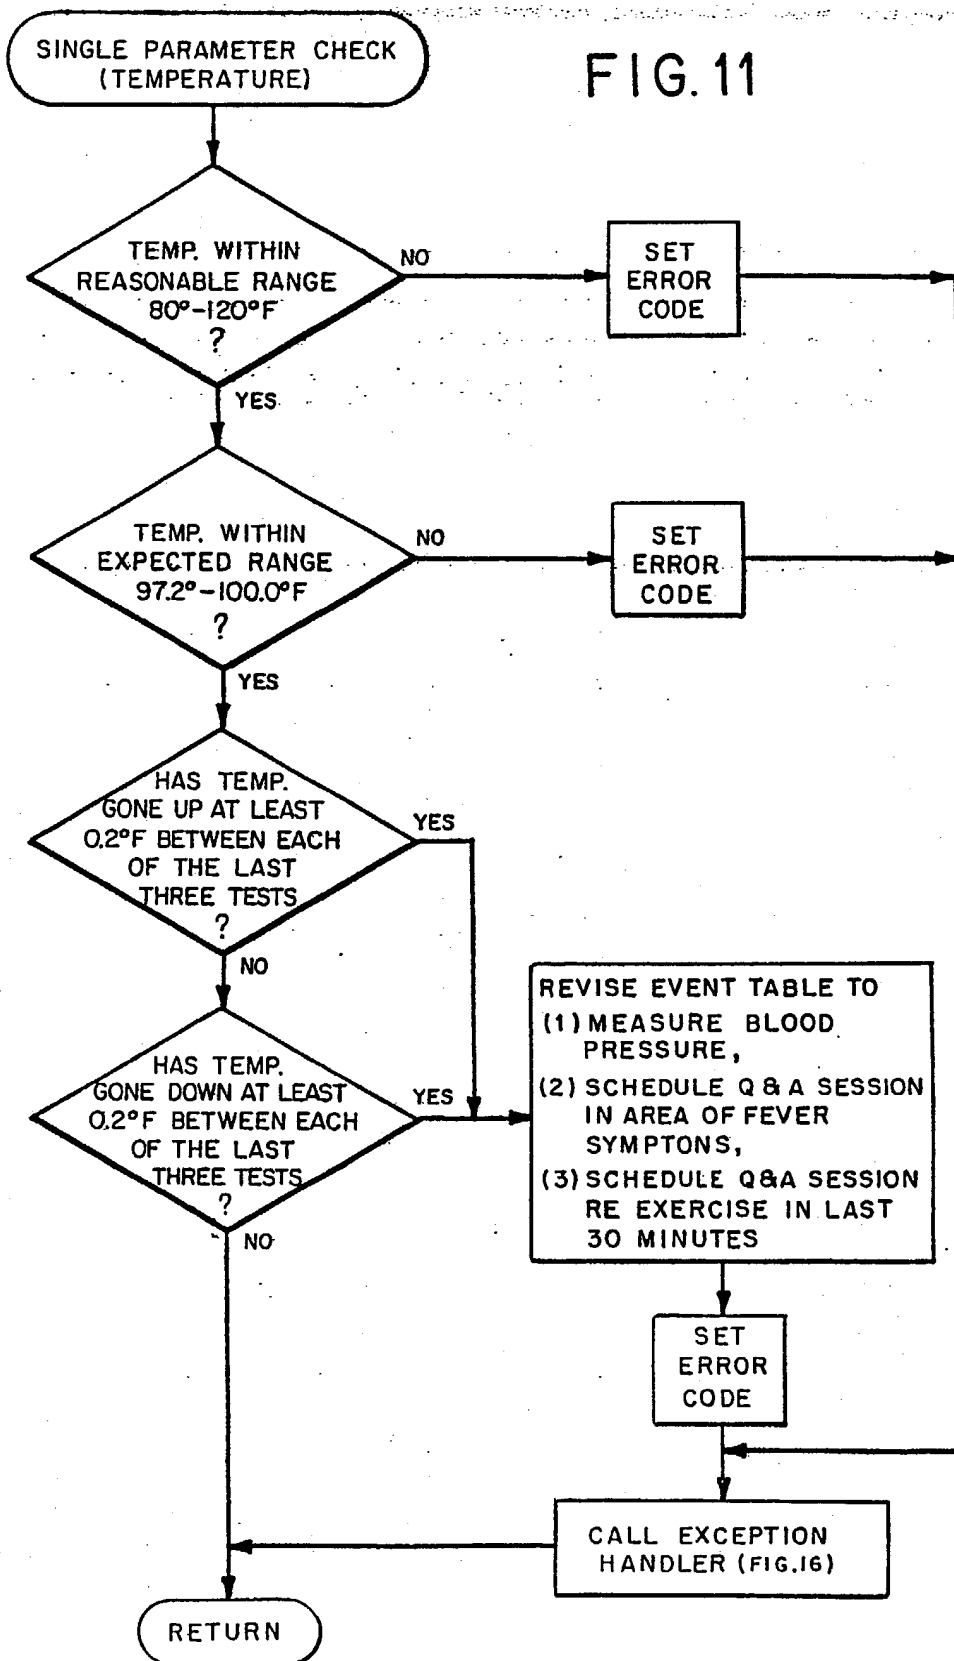 FIG. 11
SINGLE PARAMETER CHECK
(TEMPERATURE)
TEMP. WITHIN
REASONABLE RANGE
80°-120°F
?
NO
SET
ERROR
CODE
YES
TEMP. WITHIN
EXPECTED RANGE
97.2°-100.0°F
?
NO
SET
ERROR
CODE
YES
HAS TEMP.
GONE UP AT LEAST
0.2°F BETWEEN EACH
OF THE LAST
THREE TESTS
?
YES
NO
HAS TEMP.
GONE DOWN AT LEAST
0.2°F BETWEEN EACH
OF THE LAST
THREE TESTS
?
YES
NO
REVISE EVENT TABLE TO
(1) MEASURE BLOOD
PRESSURE,
(2) SCHEDULE Q & A SESSION
IN AREA OF FEVER
SYMPTONS,
(3) SCHEDULE Q&A SESSION
RE EXERCISE IN LAST
30 MINUTES
SET
ERROR
CODE
CALL EXCEPTION
HANDLER (FIG.16)
RETURN